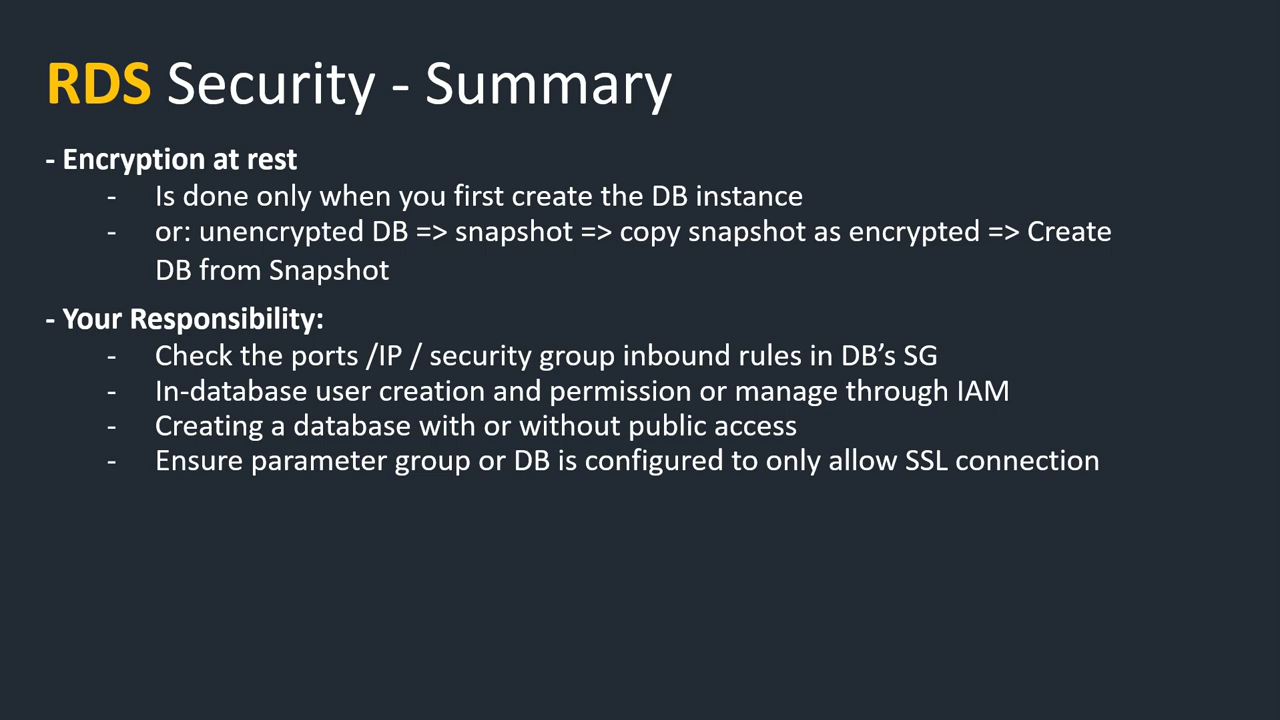 RDS Security - Summary
- Encryption at rest
- Is done only when you first create the DB instance
- or: unencrypted DB => snapshot => copy snapshot as encrypted => Create
DB from Snapshot
- Your Responsibility:
- Check the ports /IP / security group inbound rules in DB’s SG
- In-database user creation and permission or manage through IAM
- Creating a database with or without public access
- Ensure parameter group or DB is configured to only allow SSL connection